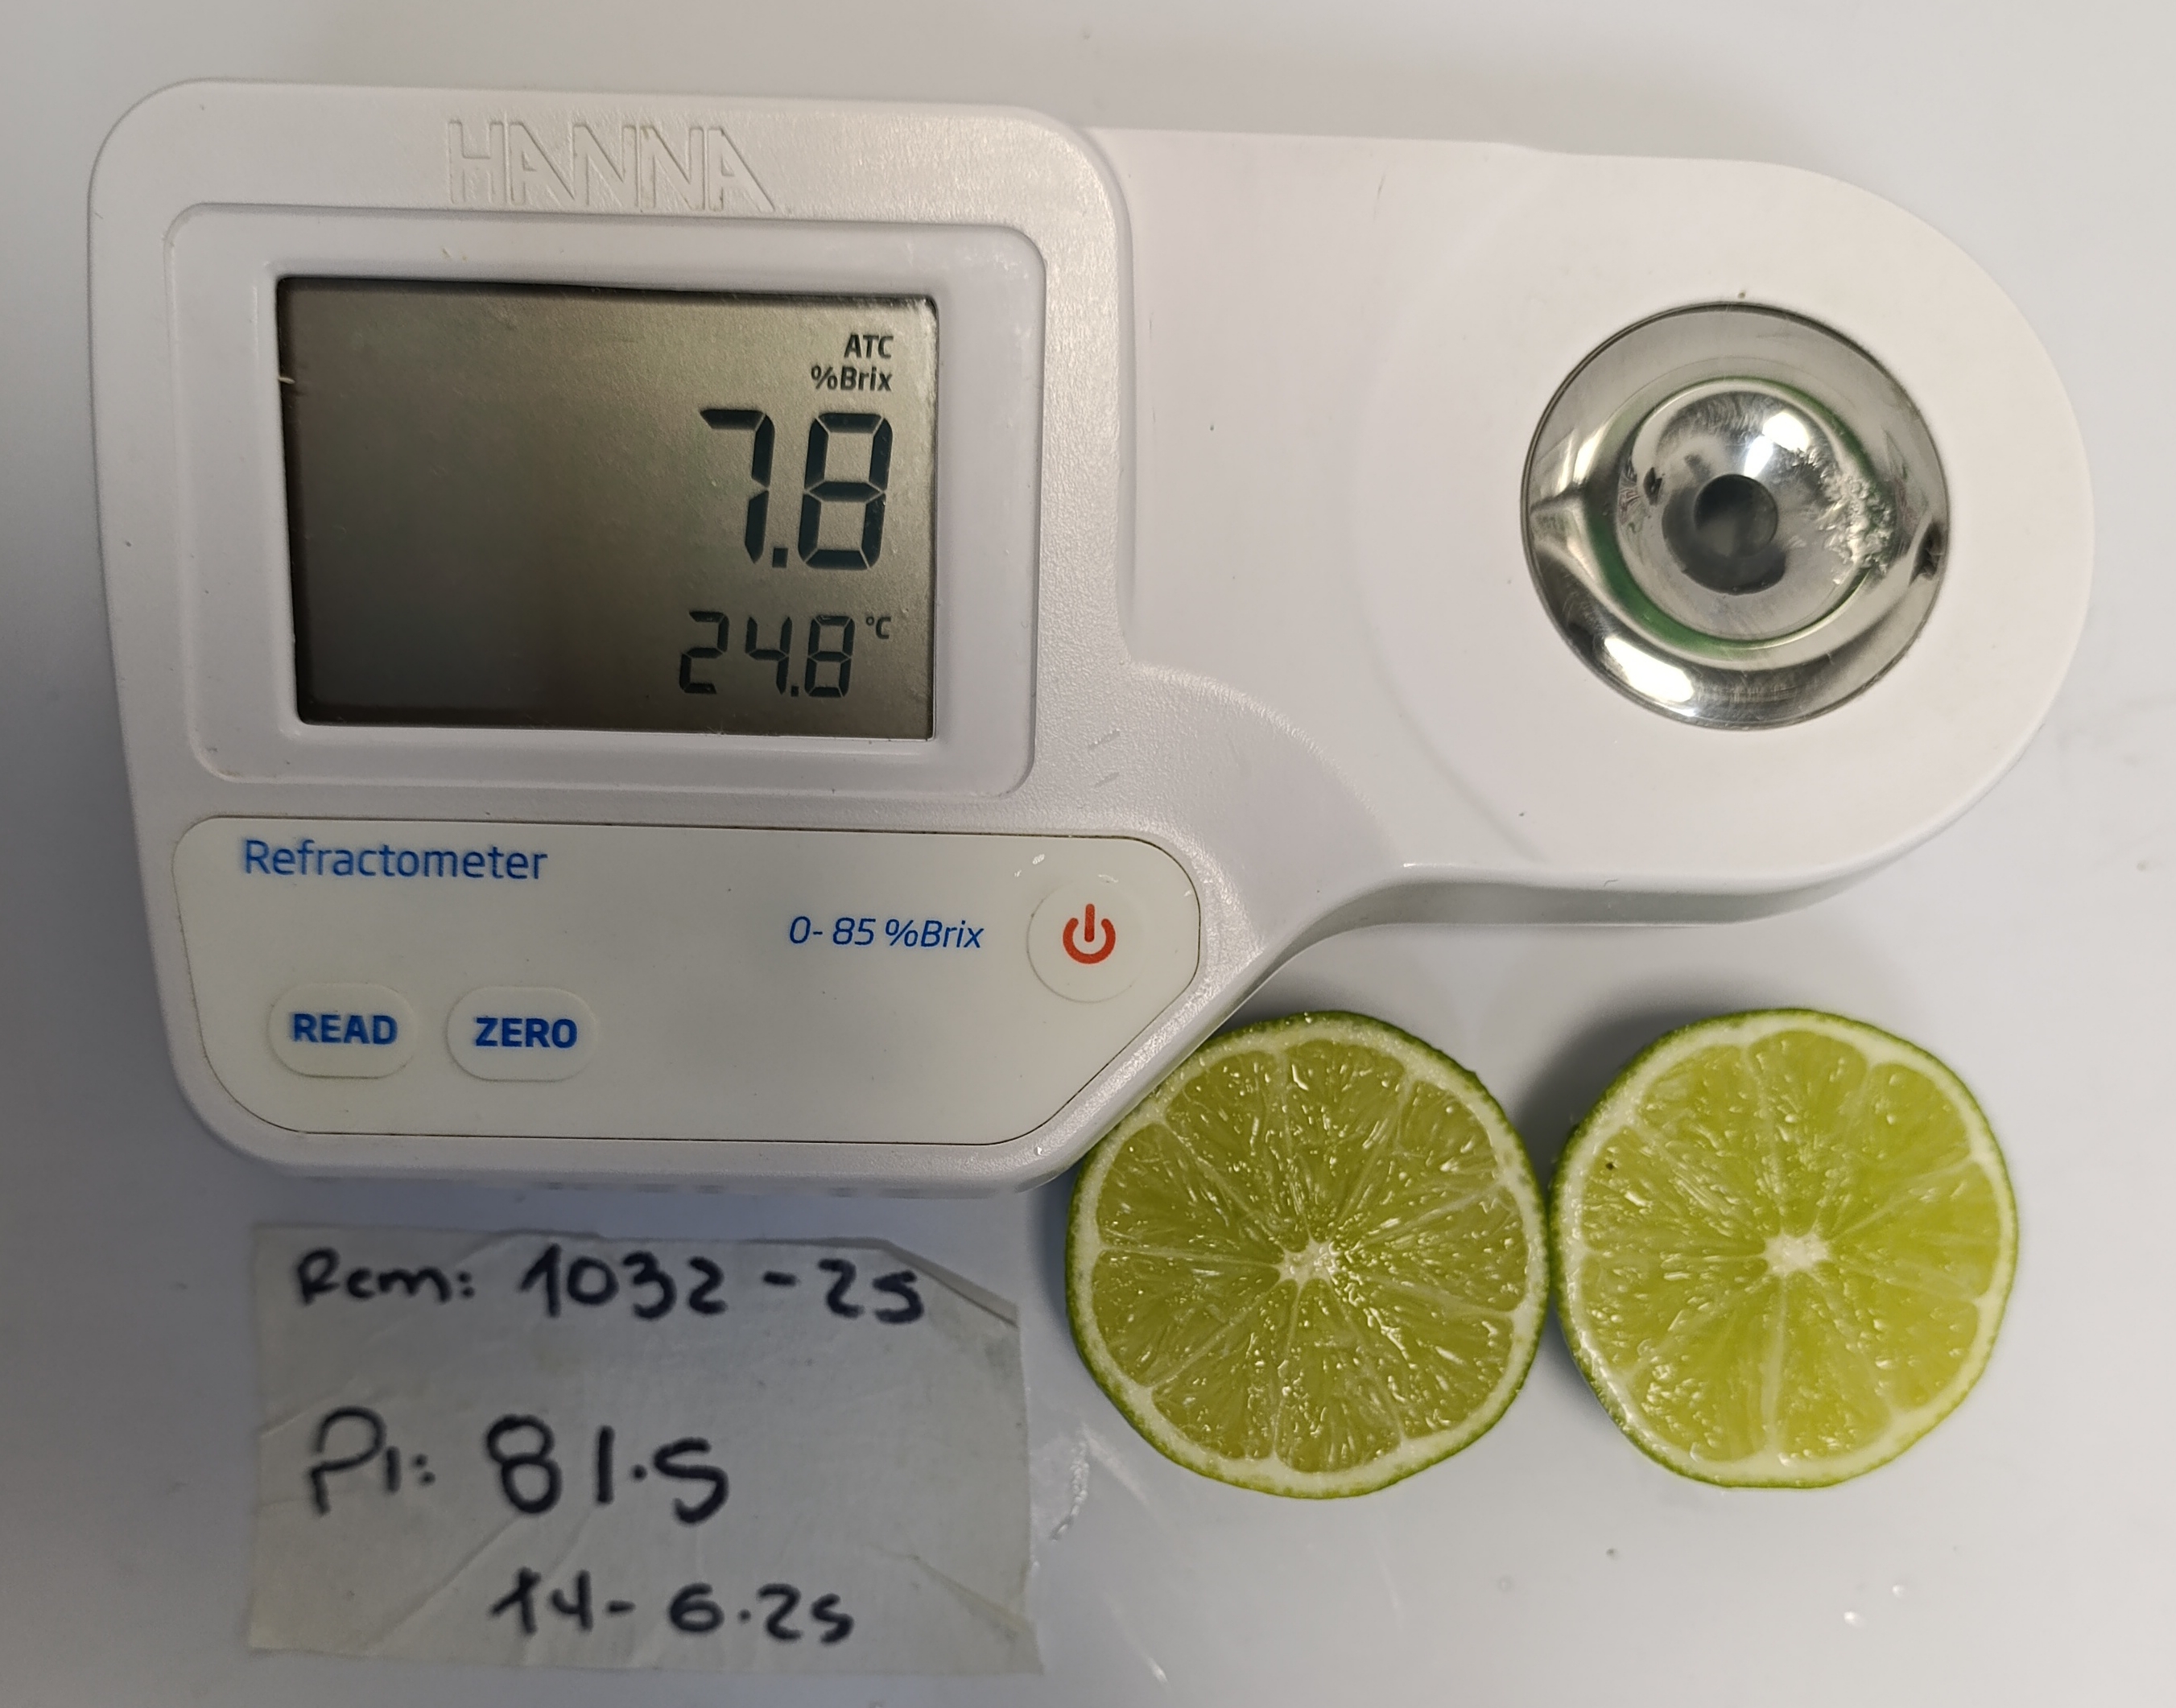 HANNA
ATC
%Brix
7.8
24.8 °C
Refractometer
0-85 %Brix
READ ZERO
Rem: 1032-25
P1: 81.5
14-6.25